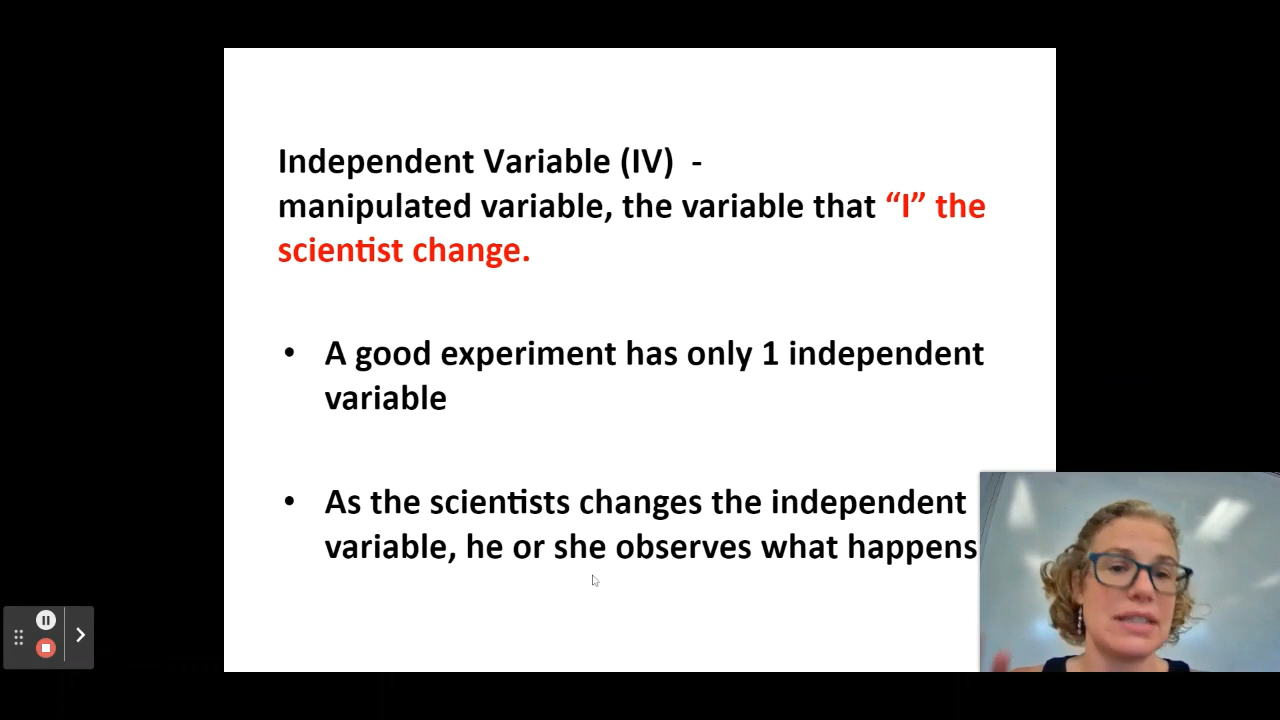 Independent Variable (IV)  -
manipulated variable, the variable that “I” the
scientist change.
• A good experiment has only 1 independent
variable
• As the scientists changes the independent
variable, he or she observes what happens